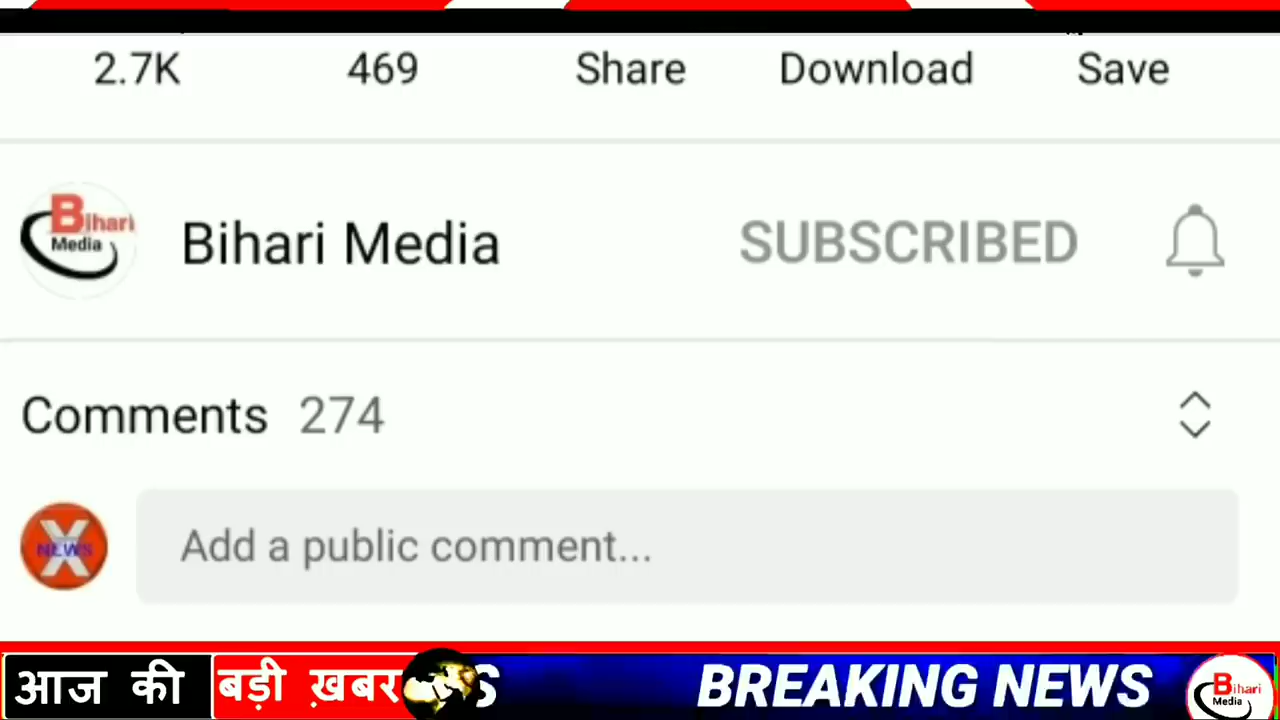 2.7K 469 Share Download Save
Bihari Media
Bihari Media SUBSCRIBED
Comments 274
X NEWS
Add a public comment...
आज की बड़ी ख़बर S BREAKING NEWS
Bihari Media